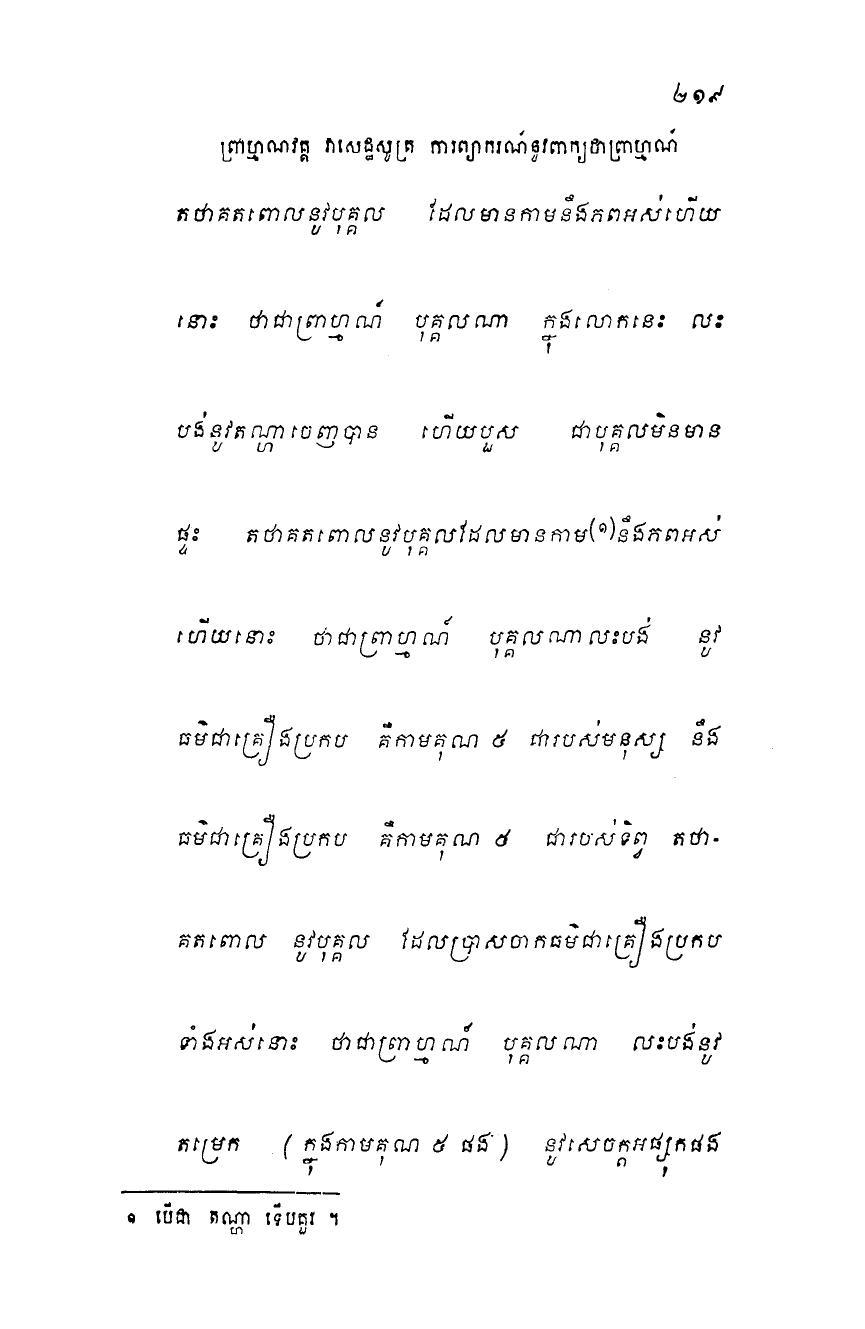 ២១៩
ព្រាហ្មណវគ្គ វាសេដ្ឋសូត្រ ការព្យាករណ៍នូវពាក្យថាព្រាហ្មណ៍
តថាគតពោលនូវបុគ្គល ដែលមានកាមនឹងភពអស់ហើយ
នោះ ថាជាព្រាហ្មណ៍ បុគ្គលណា ក្នុងលោកនេះ លះ
បង់នូវតណ្ហាចេញបាន ហើយបួស ជាបុគ្គលមិនមាន
ផ្ទះ តថាគតពោលនូវបុគ្គលដែលមានកាម(១)នឹងភពអស់
ហើយនោះ ថាជាព្រាហ្មណ៍ បុគ្គលណាលះបង់ នូវ
ធម៌ជាគ្រឿងប្រកប គឺកាមគុណ ៥ ជារបស់មនុស្ស នឹង
ធម៌ជាគ្រឿងប្រកប គឺកាមគុណ ៥ ជារបស់ទិព្វ តថា-
គតពោល នូវបុគ្គល ដែលប្រាសចាកធម៌ជាគ្រឿងប្រកប
ទាំងអស់នោះ ថាជាព្រាហ្មណ៍ បុគ្គលណា លះបង់នូវ
តម្រេក (ក្នុងកាមគុណ ៥ ផង) នូវសេចក្តអផ្សុកផង
១ បើជា តណ្ហា ទើបគួរ ។